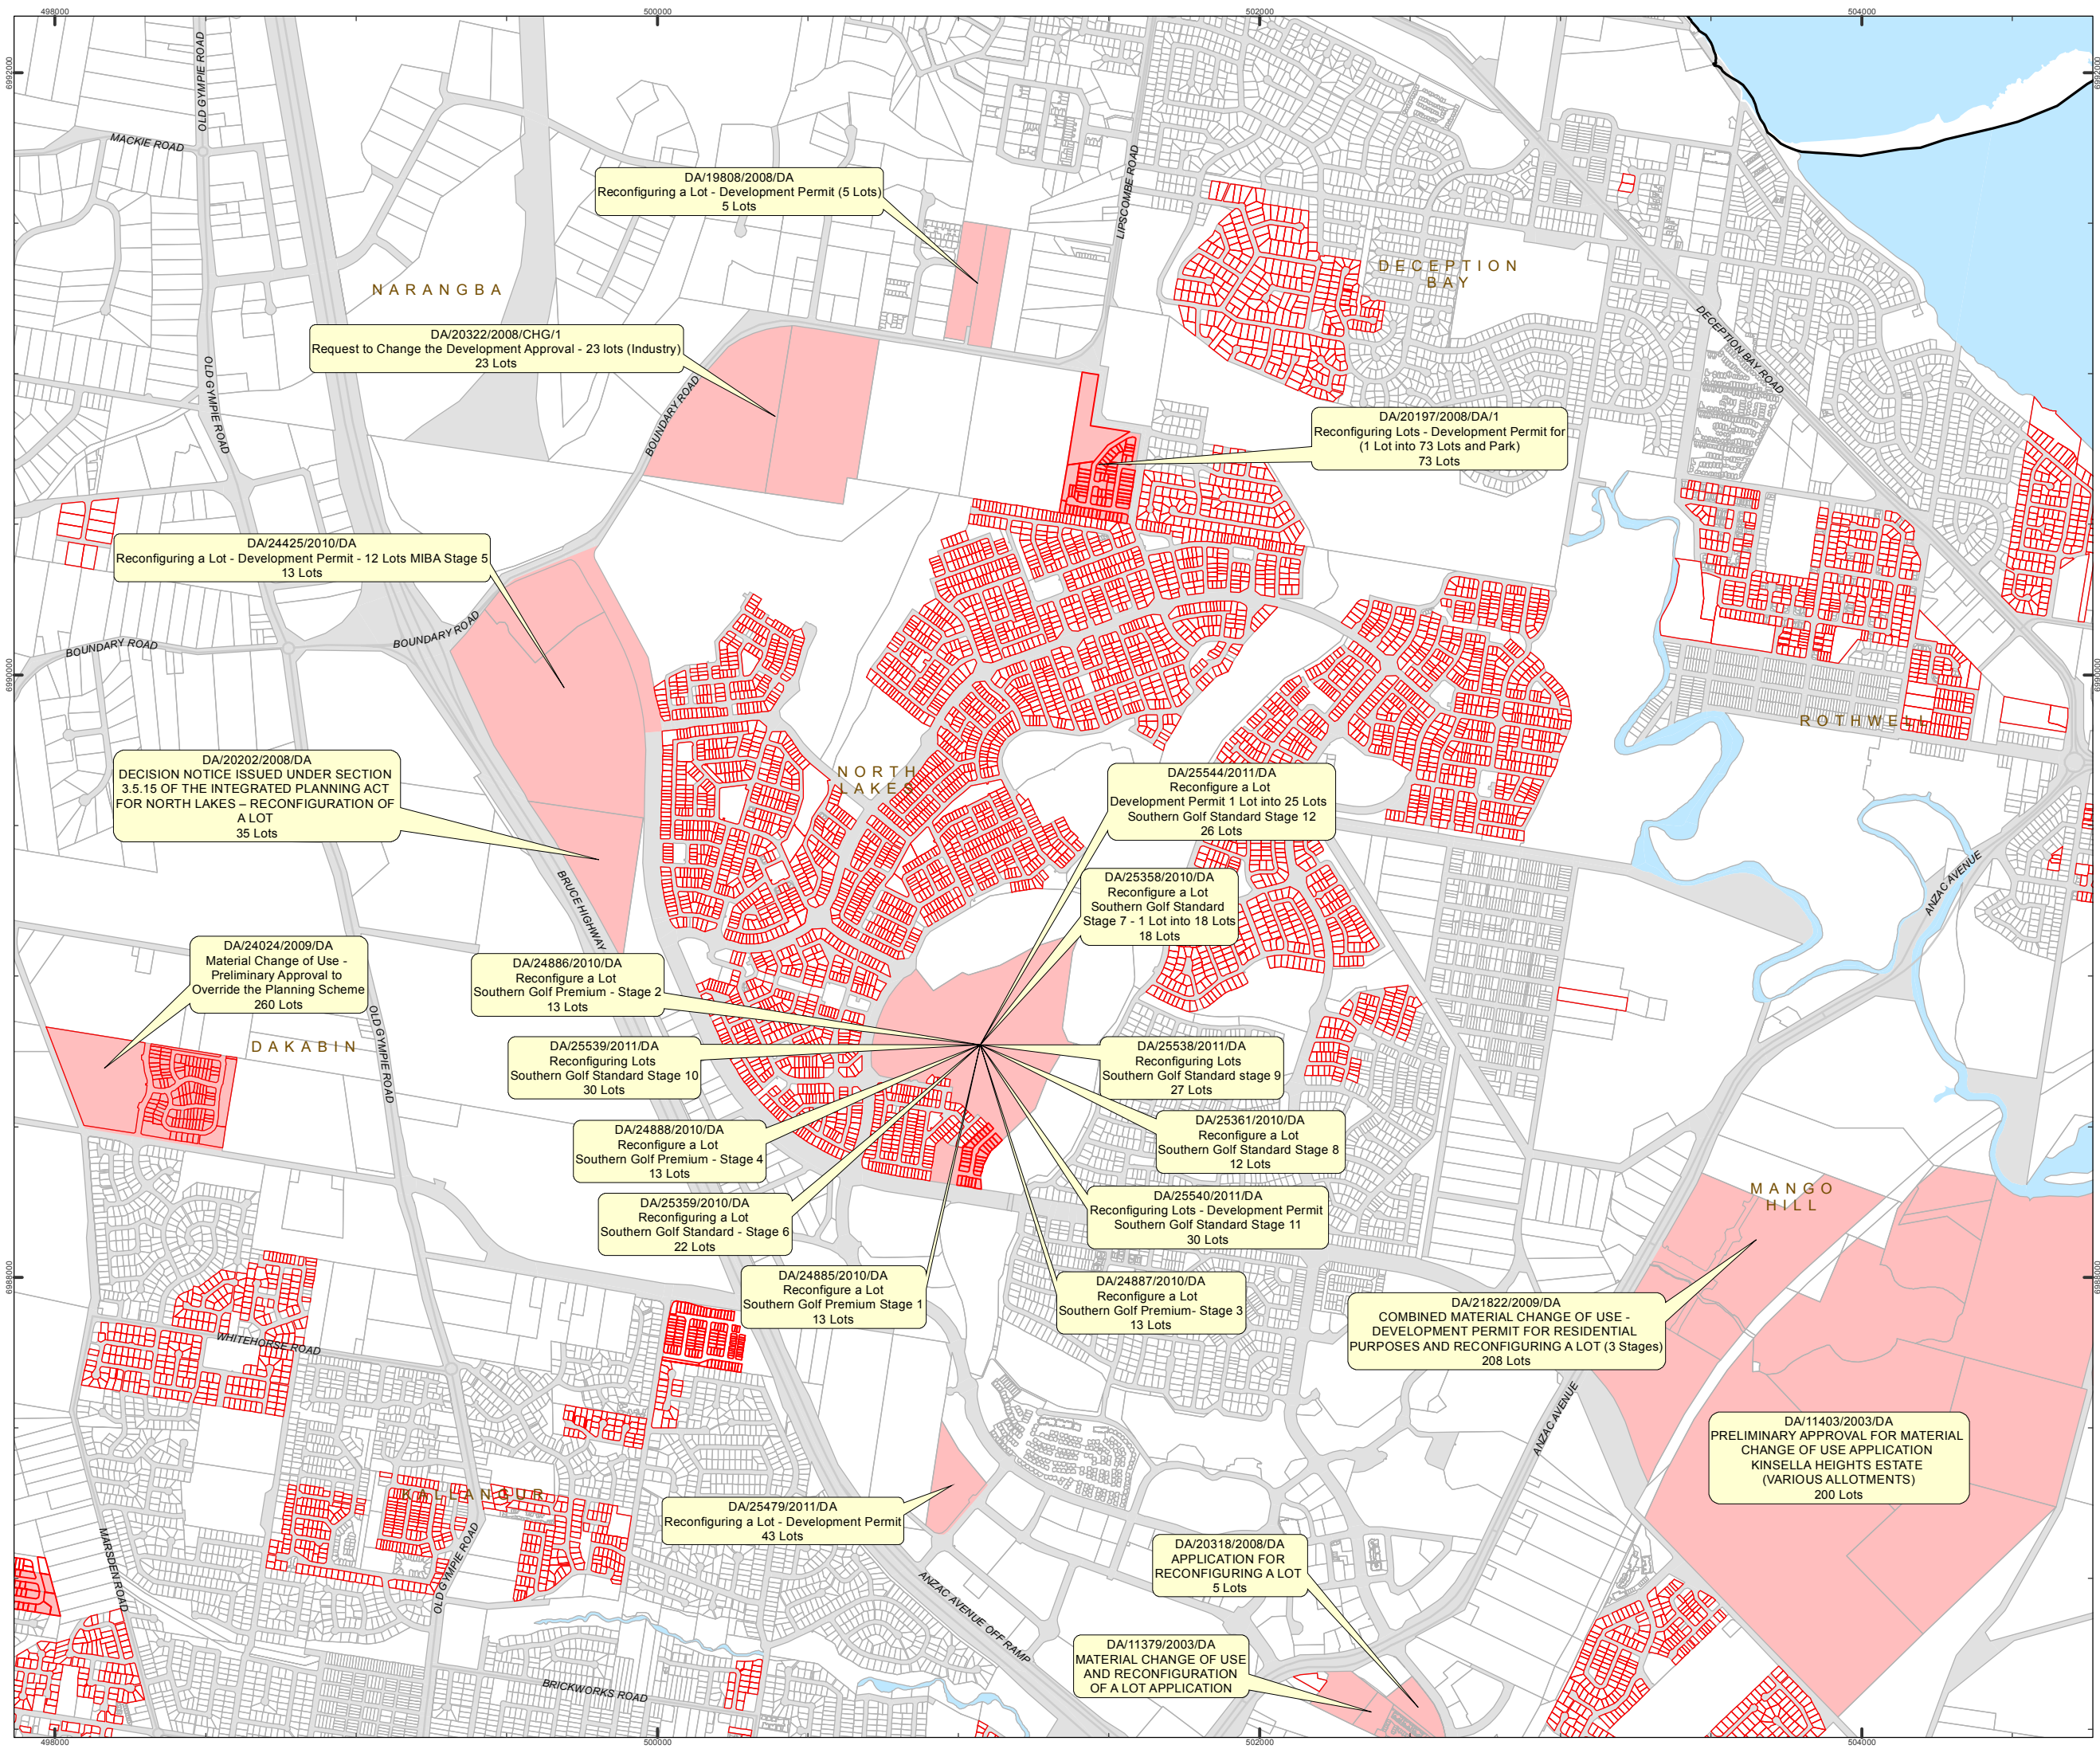 498000
500000
502000
504000
6992000
6992000
OLD GYMPIE ROAD
MACKIE ROAD
LIPSCOMBE ROAD
DA/19808/2008/DA
Reconfiguring a Lot - Development Permit (5 Lots)
5 Lots
NARANGBA
DECEPTION
BAY
DECEPTION BAY ROAD
DA/20322/2008/CHG/1
Request to Change the Development Approval - 23 lots (Industry)
23 Lots
OLD GYMPIE ROAD
BOUNDARY ROAD
DA/20197/2008/DA/1
Reconfiguring Lots - Development Permit for
(1 Lot into 73 Lots and Park)
73 Lots
DA/24425/2010/DA
Reconfiguring a Lot - Development Permit - 12 Lots MIBA Stage 5
13 Lots
BOUNDARY ROAD
BOUNDARY ROAD
6990000
6990000
ROTHWELL
DA/20202/2008/DA
DECISION NOTICE ISSUED UNDER SECTION
3.5.15 OF THE INTEGRATED PLANNING ACT
FOR NORTH LAKES – RECONFIGURATION OF
A LOT
35 Lots
NORTH
LAKES
DA/25544/2011/DA
Reconfigure a Lot
Development Permit 1 Lot into 25 Lots
Southern Golf Standard Stage 12
26 Lots
BRUCE HIGHWAY
ANZAC AVENUE
DA/25358/2010/DA
Reconfigure a Lot
Southern Golf Standard
Stage 7 - 1 Lot into 18 Lots
18 Lots
DA/24024/2009/DA
Material Change of Use -
Preliminary Approval to
Override the Planning Scheme
260 Lots
DA/24886/2010/DA
Reconfigure a Lot
Southern Golf Premium - Stage 2
13 Lots
OLD GYMPIE ROAD
DAKABIN
DA/25539/2011/DA
Reconfiguring Lots
Southern Golf Standard Stage 10
30 Lots
DA/25538/2011/DA
Reconfiguring Lots
Southern Golf Standard stage 9
27 Lots
DA/24888/2010/DA
Reconfigure a Lot
Southern Golf Premium - Stage 4
13 Lots
DA/25361/2010/DA
Reconfigure a Lot
Southern Golf Standard Stage 8
12 Lots
DA/25359/2010/DA
Reconfiguring a Lot
Southern Golf Standard - Stage 6
22 Lots
DA/25540/2011/DA
Reconfiguring Lots - Development Permit
Southern Golf Standard Stage 11
30 Lots
MANGO
HILL
DA/24885/2010/DA
Reconfigure a Lot
Southern Golf Premium Stage 1
13 Lots
DA/24887/2010/DA
Reconfigure a Lot
Southern Golf Premium- Stage 3
13 Lots
6988000
6988000
DA/21822/2009/DA
COMBINED MATERIAL CHANGE OF USE -
DEVELOPMENT PERMIT FOR RESIDENTIAL
PURPOSES AND RECONFIGURING A LOT (3 Stages)
208 Lots
WHITEHORSE ROAD
ANZAC AVENUE
DA/11403/2003/DA
PRELIMINARY APPROVAL FOR MATERIAL
CHANGE OF USE APPLICATION
KINSELLA HEIGHTS ESTATE
(VARIOUS ALLOTMENTS)
200 Lots
KALLANGUR
DA/25479/2011/DA
Reconfiguring a Lot - Development Permit
43 Lots
MARSDEN ROAD
OLD GYMPIE ROAD
DA/20318/2008/DA
APPLICATION FOR
RECONFIGURING A LOT
5 Lots
ANZAC AVENUE OFF RAMP
DA/11379/2003/DA
MATERIAL CHANGE OF USE
AND RECONFIGURATION
OF A LOT APPLICATION
BRICKWORKS ROAD
498000
500000
502000
504000